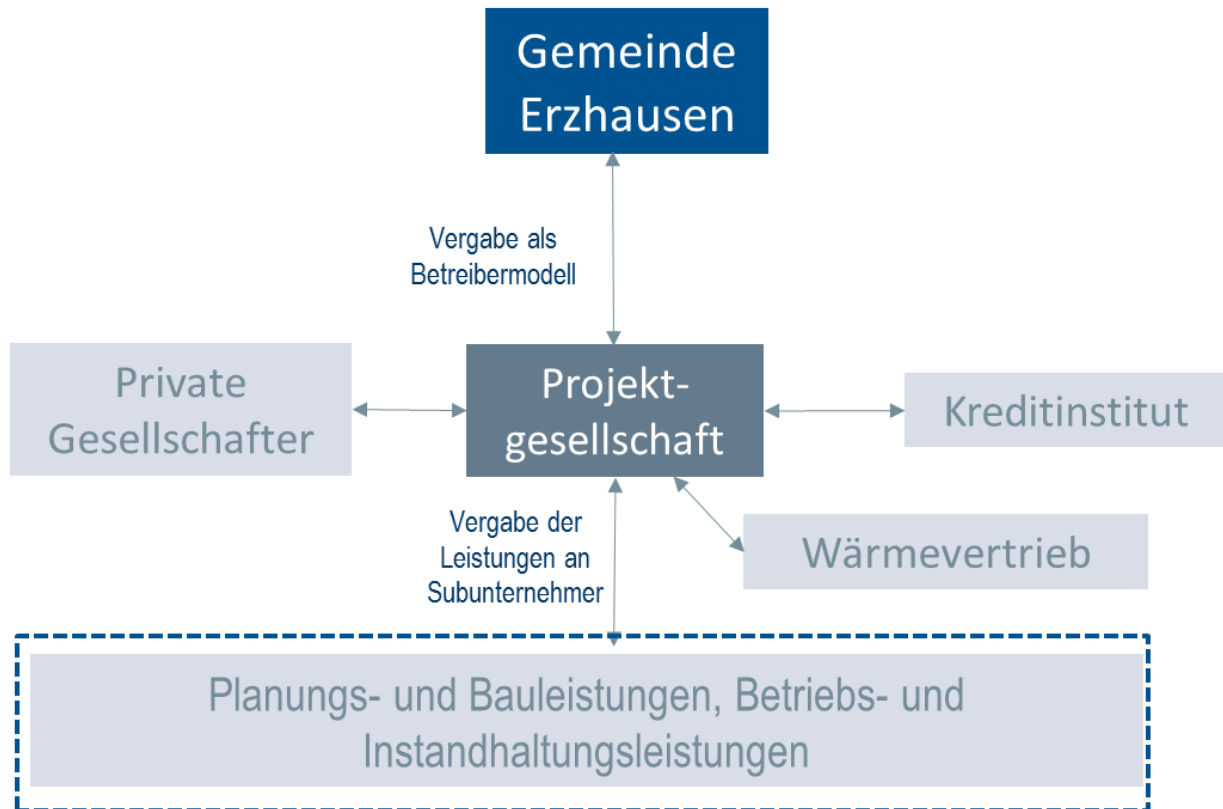 Gemeinde
Erzhausen
Vergabe als
Betreibermodell
Private
Gesellschafter
Projekt-
gesellschaft
Kreditinstitut
Vergabe der
Leistungen an
Subunternehmer
Wärmevertrieb
Planungs- und Bauleistungen, Betriebs- und
Instandhaltungsleistungen